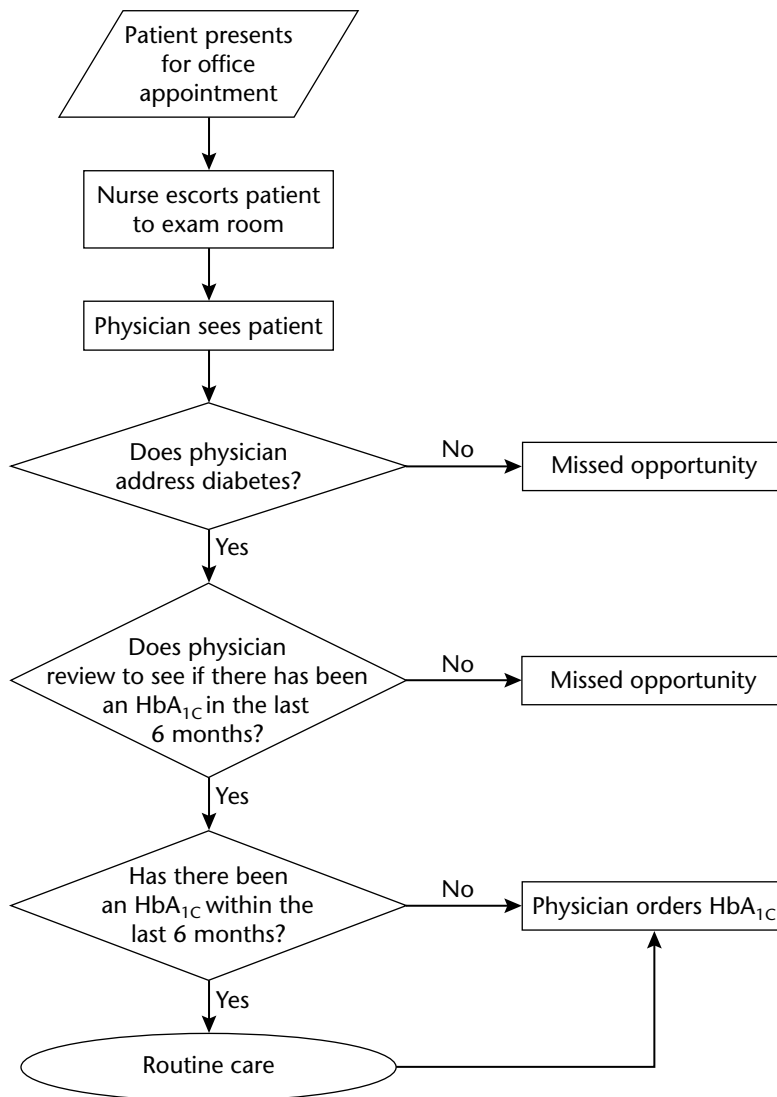 Patient presents
for office
appointment
Nurse escorts patient
to exam room
Physician sees patient
Does physician
address diabetes?
No
Missed opportunity
Yes
Does physician
review to see if there has been
an HbA1C in the last
6 months?
No
Missed opportunity
Yes
Has there been
an HbA1C within the
last 6 months?
No
Physician orders HbA1C
Yes
Routine care